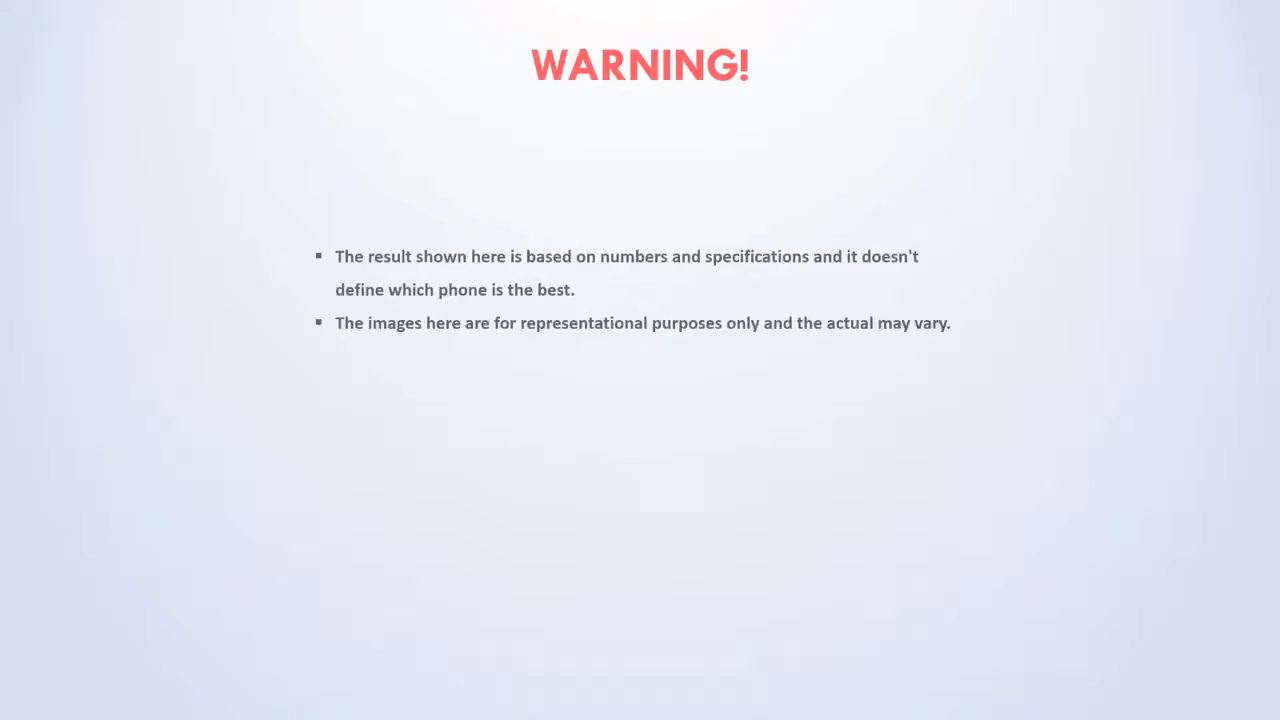 WARNING!
▪ The result shown here is based on numbers and specifications and it doesn't
define which phone is the best.
▪ The images here are for representational purposes only and the actual may vary.